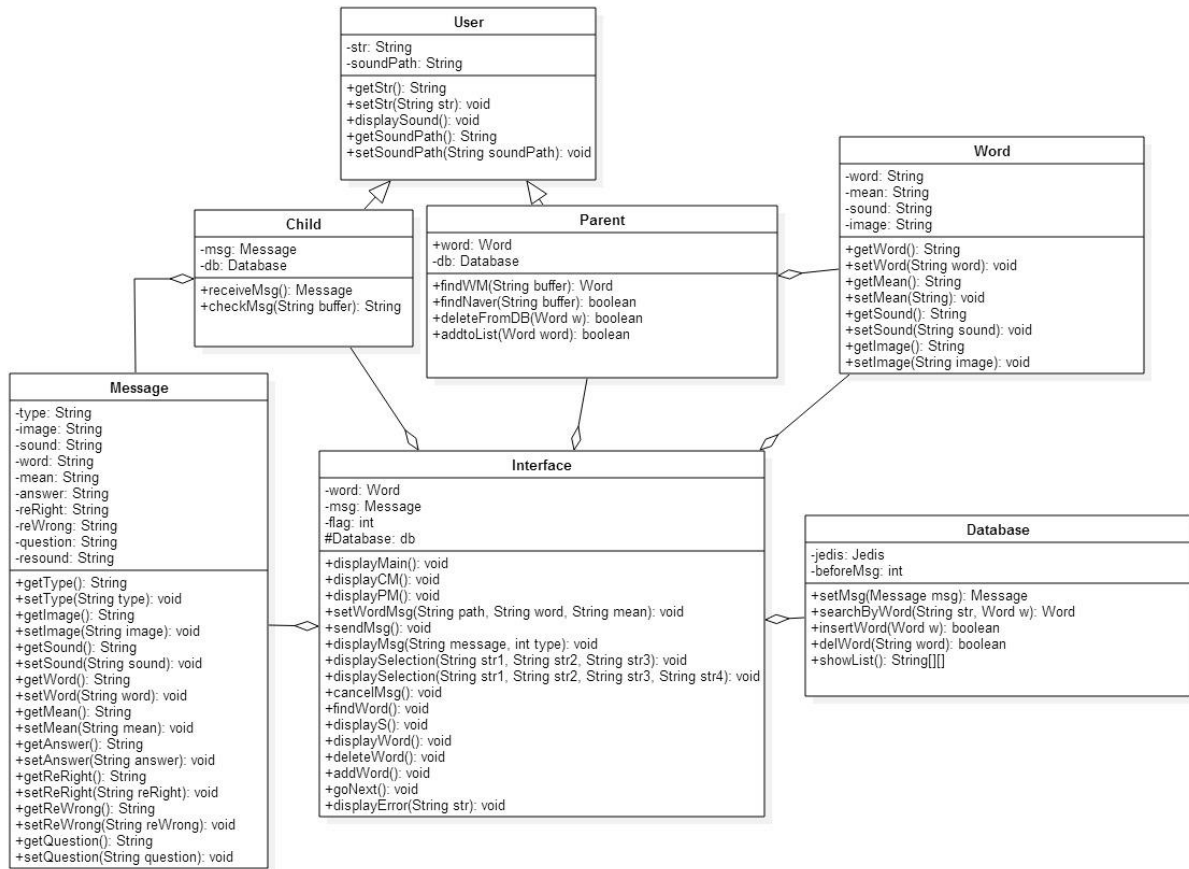 User
-str: String
-soundPath: String
+getStr(): String
+setStr(String str): void
+displaySound(): void
+getSoundPath(): String
+setSoundPath(String soundPath): void
Child
-msg: Message
-db: Database
+receiveMsg(): Message
+checkMsg(String buffer): String
Parent
+word: Word
-db: Database
+findWM(String buffer): Word
+findNaver(String buffer): boolean
+deleteFromDB(Word w): boolean
+addtoList(Word word): boolean
Word
-word: String
-mean: String
-sound: String
-image: String
+getWord(): String
+setWord(String word): void
+getMean(): String
+setMean(String): void
+getSound(): String
+setSound(String sound): void
+getImage(): String
+setImage(String image): void
Message
-type: String
-image: String
-sound: String
-word: String
-mean: String
-answer: String
-reRight: String
-reWrong: String
-question: String
-resound: String
+getType(): String
+setType(String type): void
+getImage(): String
+setImage(String image): void
+getSound(): String
+setSound(String sound): void
+getWord(): String
+setWord(String word): void
+getMean(): String
+setMean(String mean): void
+getAnswer(): String
+setAnswer(String answer): void
+getReRight(): String
+setReRight(String reRight): void
+getReWrong(): String
+setReWrong(String reWrong): void
+getQuestion(): String
+setQuestion(String question): void
Interface
-word: Word
-msg: Message
-flag: int
#Database: db
+displayMain(): void
+displayCM(): void
+displayPM(): void
+setWordMsg(String path, String word, String mean): void
+sendMsg(): void
+displayMsg(String message, int type): void
+displaySelection(String str1, String str2, String str3): void
+displaySelection(String str1, String str2, String str3, String str4): void
+cancelMsg(): void
+findWord(): void
+displayS(): void
+displayWord(): void
+deleteWord(): void
+addWord(): void
+goNext(): void
+displayError(String str): void
Database
-jedis: Jedis
-beforeMsg: int
+setMsg(Message msg): Message
+searchByWord(String str, Word w): Word
+insertWord(Word w): boolean
+delWord(String word): boolean
+showList(): String[][]